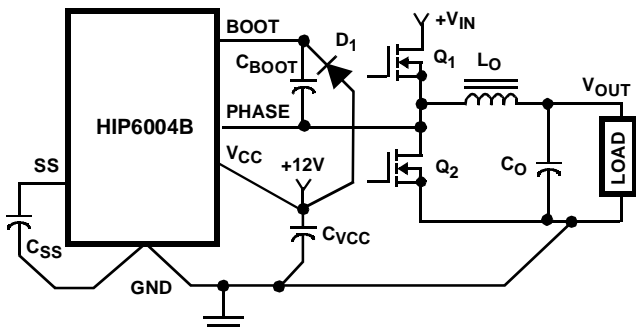 BOOT
D1
+VIN
CBOOT
Q1
LO
VOUT
HIP6004B
PHASE
VCC
SS
+12V
Q2
CO
LOAD
CSS
CVCC
GND